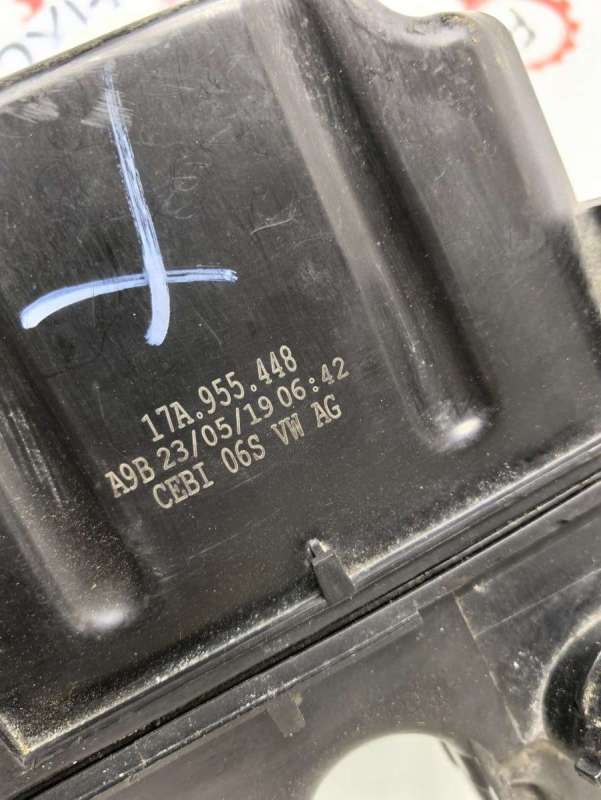 17A.955.448
A9B 23/05/19 06:42
CEBI 06S VW AG